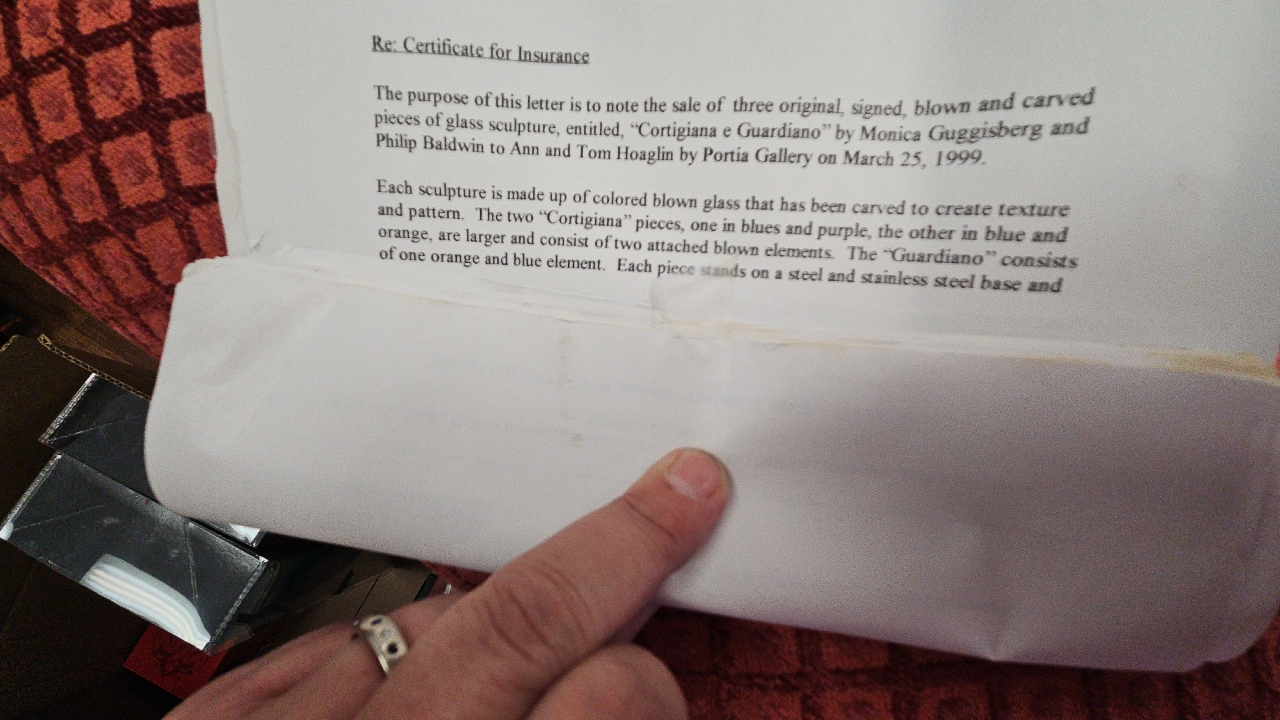 Re: Certificate for Insurance
The purpose of this letter is to note the sale of three original, signed, blown and carved
pieces of glass sculpture, entitled, “Cortigiana e Guardiano” by Monica Guggisberg and
Philip Baldwin to Ann and Tom Hoaglin by Portia Gallery on March 25, 1999.
Each sculpture is made up of colored blown glass that has been carved to create texture
and pattern. The two “Cortigiana” pieces, one in blues and purple, the other in blue and
orange, are larger and consist of two attached blown elements. The “Guardiano” consists
of one orange and blue element. Each piece stands on a steel and stainless steel base and